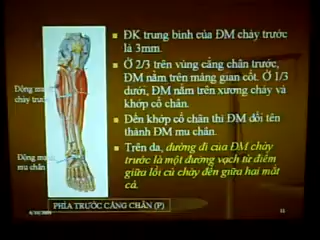 ĐK trung bình của ĐM chày trước
là 3mm.
Ở 2/3 trên vùng cẳng chân trước,
ĐM nằm trên màng gian cốt. Ở 1/3
dưới, ĐM nằm trên xương chày và
khớp cổ chân.
Đến khớp cổ chân thì ĐM đổi tên
thành ĐM mu chân.
Trên da, đường đi của ĐM chày
trước là một đường vạch từ điểm
giữa lồi củ chày đến giữa hai mắt
cá.
Động mạch
chày trước
Động mạch
mu chân
PHÍA TRƯỚC CẲNG CHÂN (P)